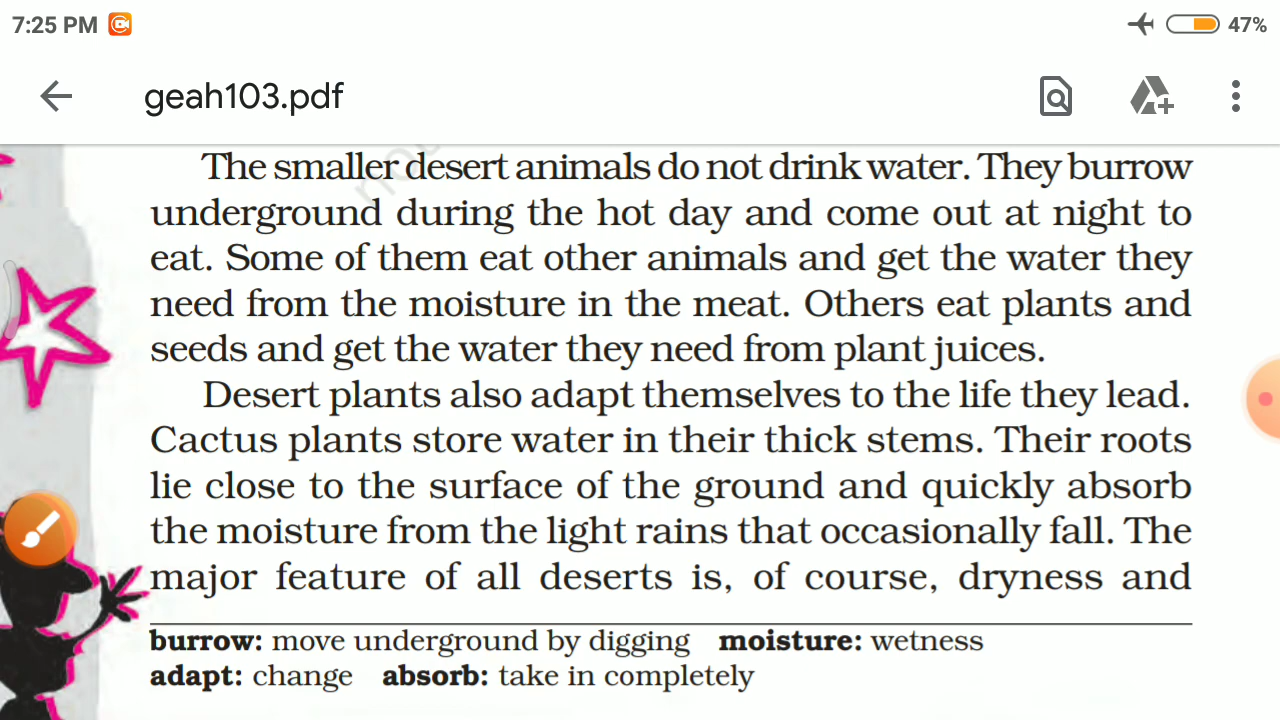 7:25 PM 47%
geah103.pdf
The smaller desert animals do not drink water. They burrow
underground during the hot day and come out at night to
eat. Some of them eat other animals and get the water they
need from the moisture in the meat. Others eat plants and
seeds and get the water they need from plant juices.
Desert plants also adapt themselves to the life they lead.
Cactus plants store water in their thick stems. Their roots
lie close to the surface of the ground and quickly absorb
the moisture from the light rains that occasionally fall. The
major feature of all deserts is, of course, dryness and
burrow: move underground by digging moisture: wetness
adapt: change absorb: take in completely